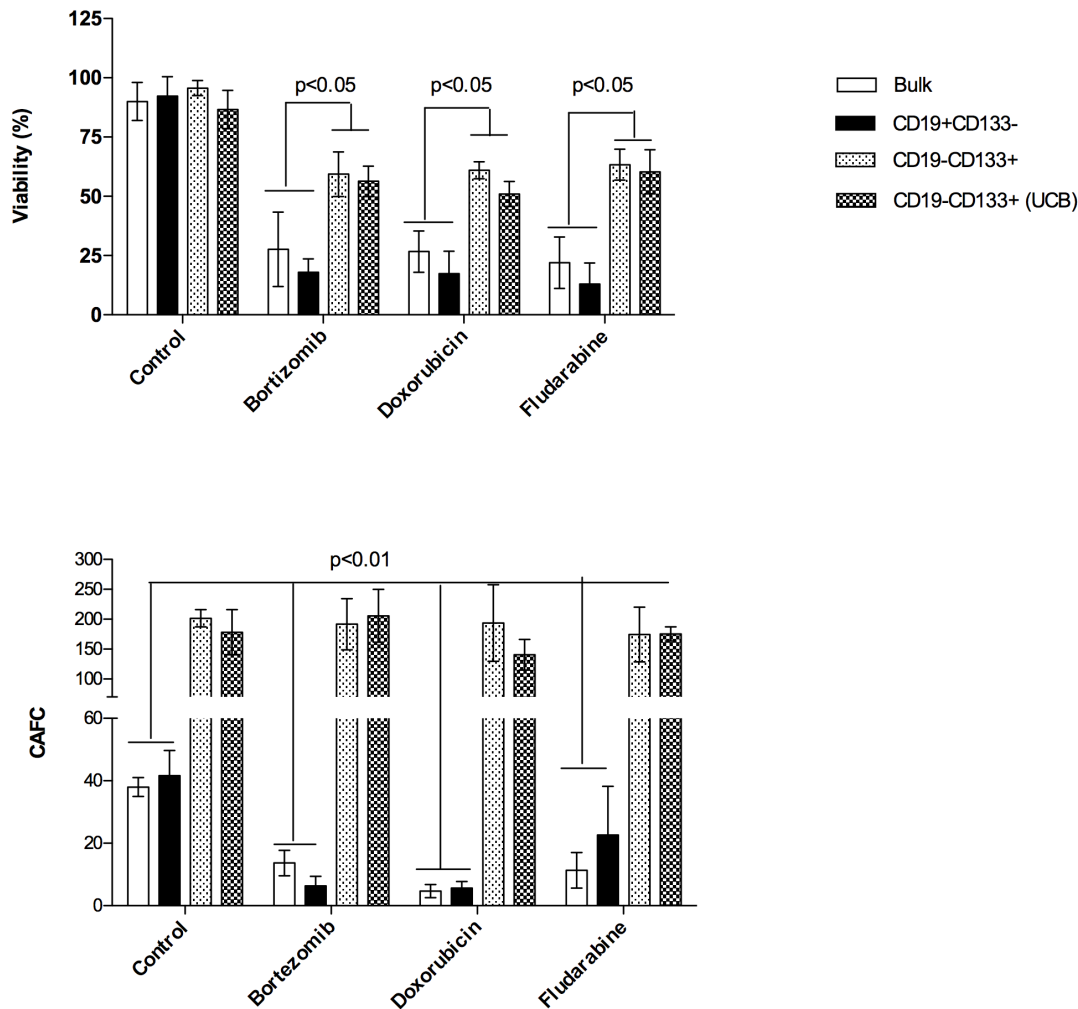 125
100
75
50
25
0
Viability (%)
p<0.05
p<0.05
p<0.05
Control
Bortizomib
Doxorubicin
Fludarabine
Bulk
CD19+CD133-
CD19-CD133+
CD19-CD133+ (UCB)
300
250
200
150
100
60
40
20
0
CAFC
p<0.01
Control
Bortezomib
Doxorubicin
Fludarabine